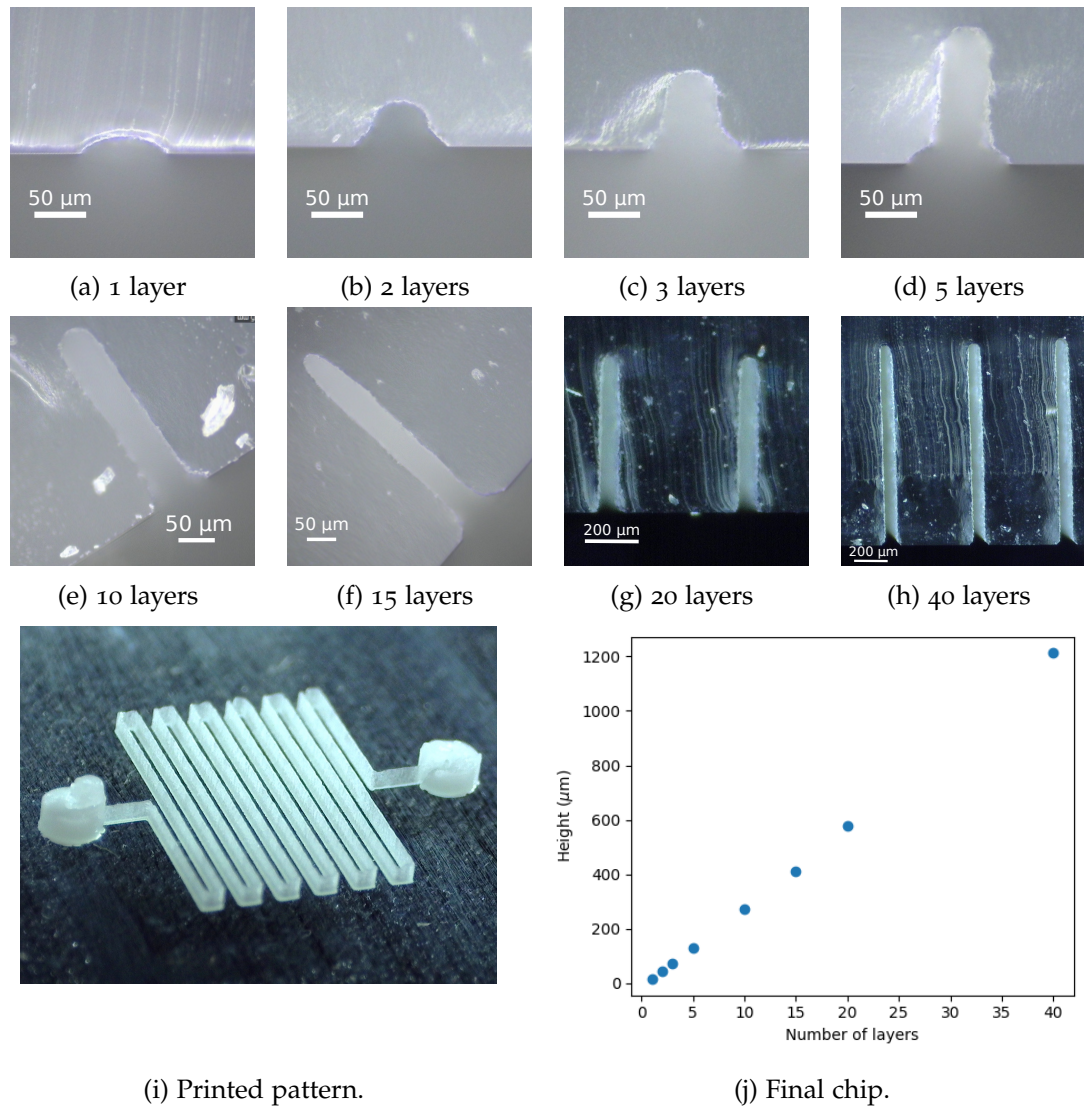 50 µm
50 µm
50 µm
50 µm
(a) 1 layer
(b) 2 layers
(c) 3 layers
(d) 5 layers
50 µm
50 µm
200 µm
200 µm
(e) 10 layers
(f) 15 layers
(g) 20 layers
(h) 40 layers
1200
1000
800
600
400
200
0
Height (µm)
0 5 10 15 20 25 30 35 40
Number of layers
(i) Printed pattern.
(j) Final chip.